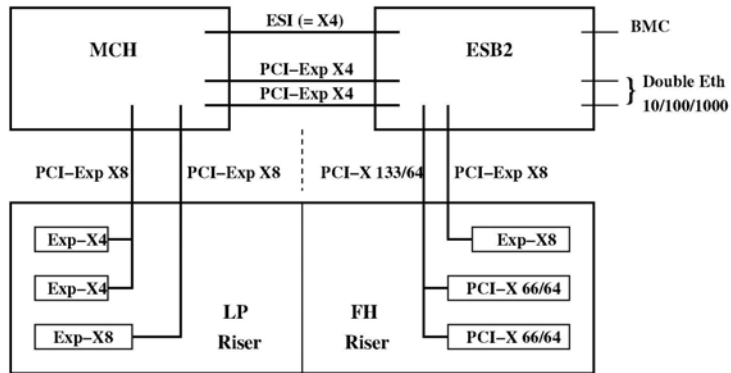 ESI (= X4)
MCH
ESB2
BMC
PCI–Exp X4
PCI–Exp X4
} Double Eth
10/100/1000
PCI–Exp X8
PCI–Exp X8
PCI–X 133/64
PCI–Exp X8
Exp–X4
Exp–X8
Exp–X4
PCI–X 66/64
LP
FH
Exp–X8
Riser
Riser
PCI–X 66/64